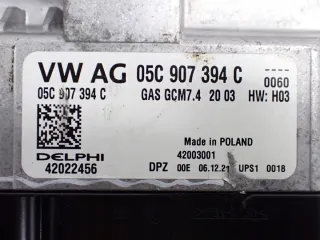 VW AG 05C 907 394 C
0060
05C 907 394 C GAS GCM7.4 20 03 HW: H03
Made in POLAND
DELPHI 42003001
42022456 DPZ 00E 06.12.21 UPS1 0018